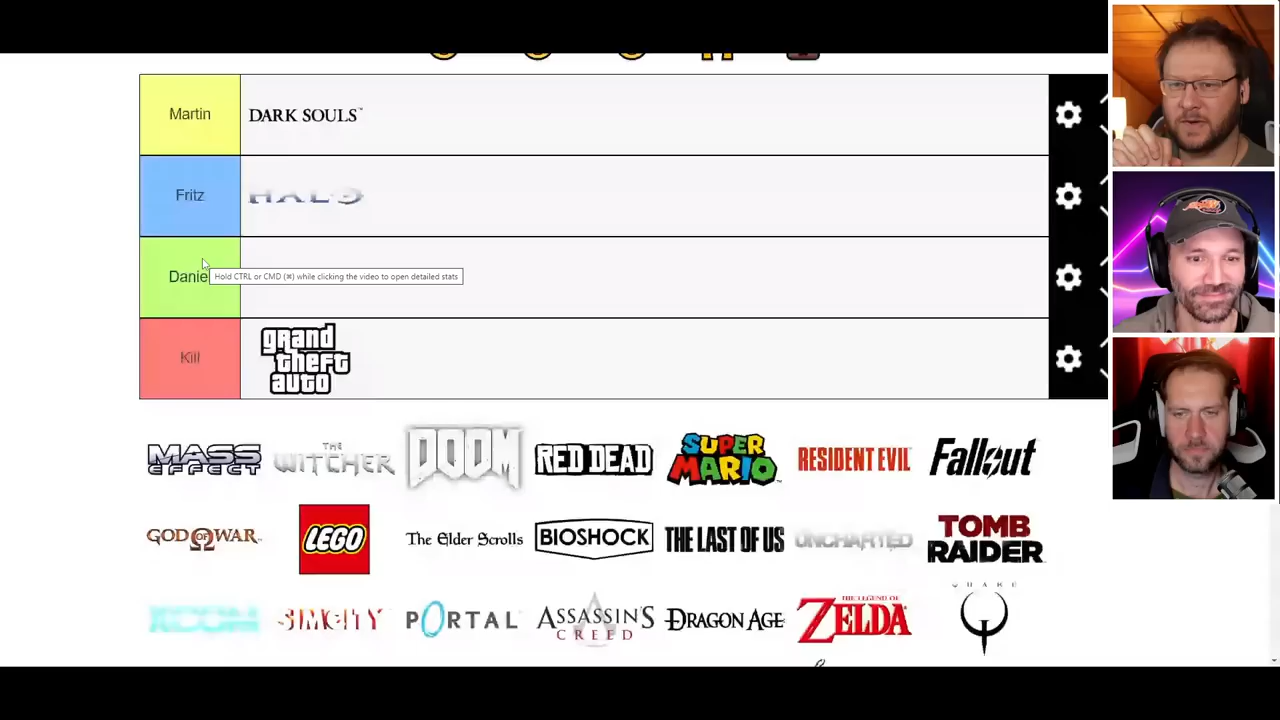 Martin
DARK SOULS™
Fritz
HALO
Danie
Hold CTRL or CMD (⌘) while clicking the video to open detailed stats
Kill
grand
theft
auto
MASS
EFFECT
THE
WITCHER
DOOM
RED DEAD
SUPER
MARIO™
RESIDENT EVIL
Fallout
GOD OF WAR
LEGO
The Elder Scrolls
BIOSHOCK
THE LAST OF US
UNCHARTED
TOMB
RAIDER
XCOM
SIMCITY
PORTAL
ASSASSIN'S
CREED
DRAGON AGE
THE LEGEND OF
ZELDA
QUAKE